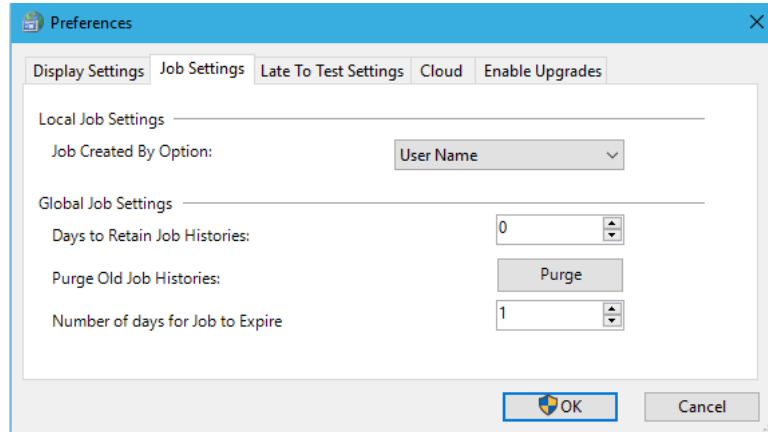 Preferences
Display Settings Job Settings Late To Test Settings Cloud Enable Upgrades
Local Job Settings
Job Created By Option: User Name
Global Job Settings
Days to Retain Job Histories: 0
Purge Old Job Histories: Purge
Number of days for Job to Expire 1
OK Cancel